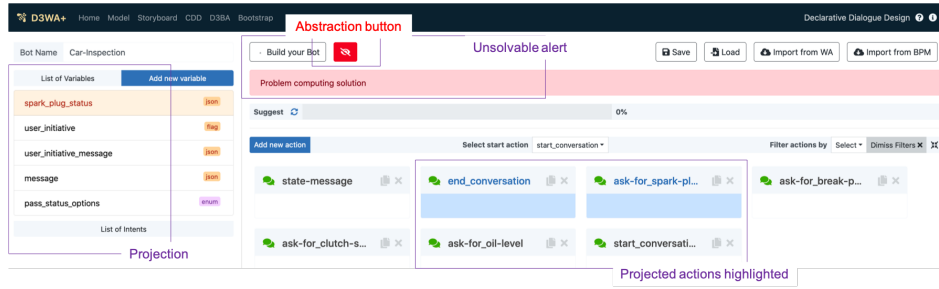 D3WA+ Home Model Storyboard CDD D3BA Bootstrap Declarative Dialogue Design
Abstraction button
Bot Name Car-Inspection
Build your Bot
Unsolvable alert
Save Load Import from WA Import from BPM
List of Variables Add new variable
Problem computing solution
spark_plug_status json
Suggest 0%
user_initiative flag
user_initiative_message json
Add new action Select start action start_conversation Filter actions by Select Dimiss Filters ×
message json
state-message end_conversation ask-for_spark-pl... ask-for_break-p...
pass_status_options enum
List of Intents
Projection
ask-for_clutch-s... ask-for_oil-level start_conversati...
Projected actions highlighted